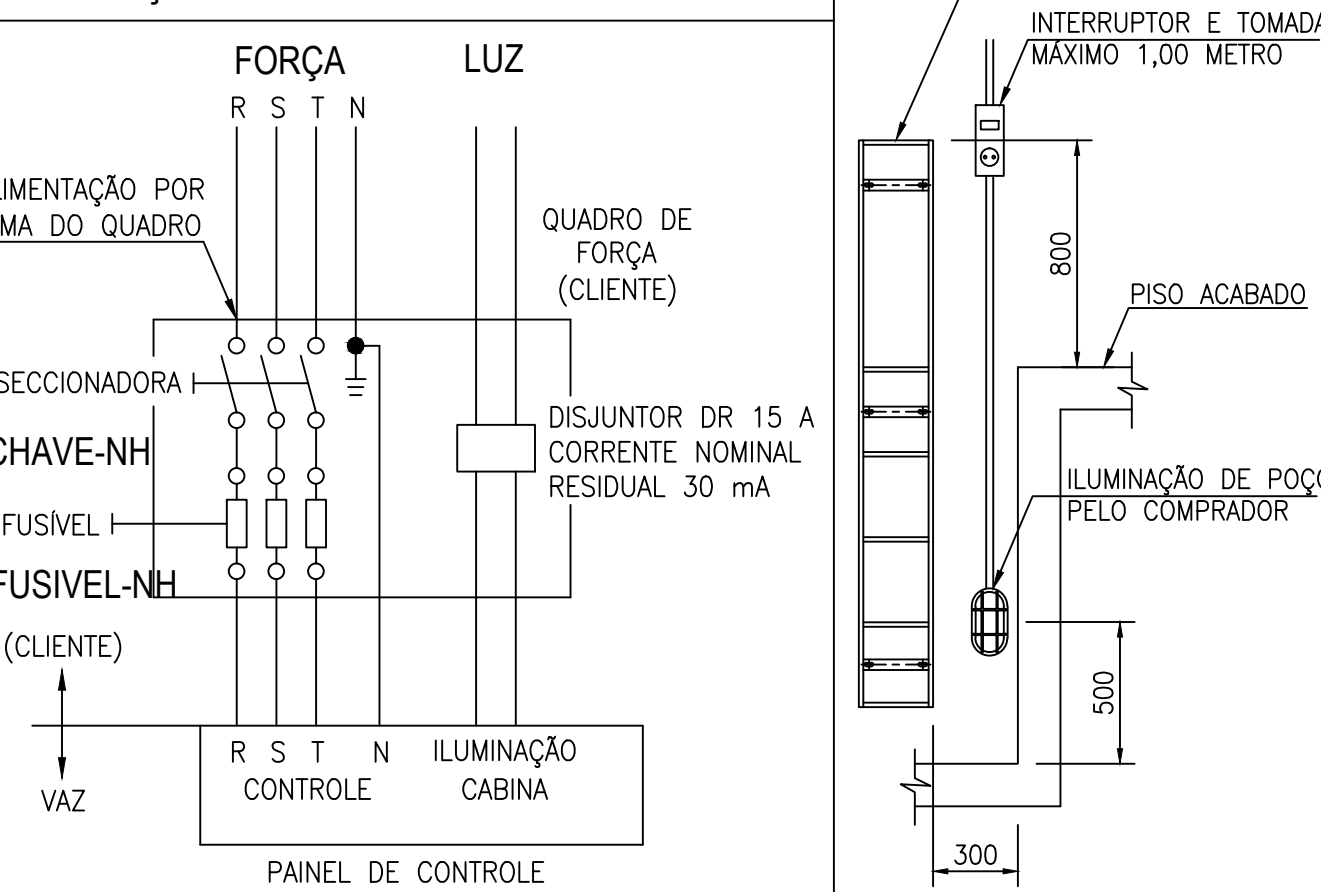 FORÇA
LUZ
R S T N
LIMENTAÇÃO POR
MA DO QUADRO
QUADRO DE
FORÇA
(CLIENTE)
SECCIONADORA
CHAVE-NH
DISJUNTOR DR 15 A
CORRENTE NOMINAL
RESIDUAL 30 mA
FUSÍVEL
FUSIVEL-NH
(CLIENTE)
VAZ
R S T N
CONTROLE
ILUMINAÇÃO
CABINA
PAINEL DE CONTROLE
INTERRUPTOR E TOMADA
MÁXIMO 1,00 METRO
800
PISO ACABADO
ILUMINAÇÃO DE POÇO
PELO COMPRADOR
500
300